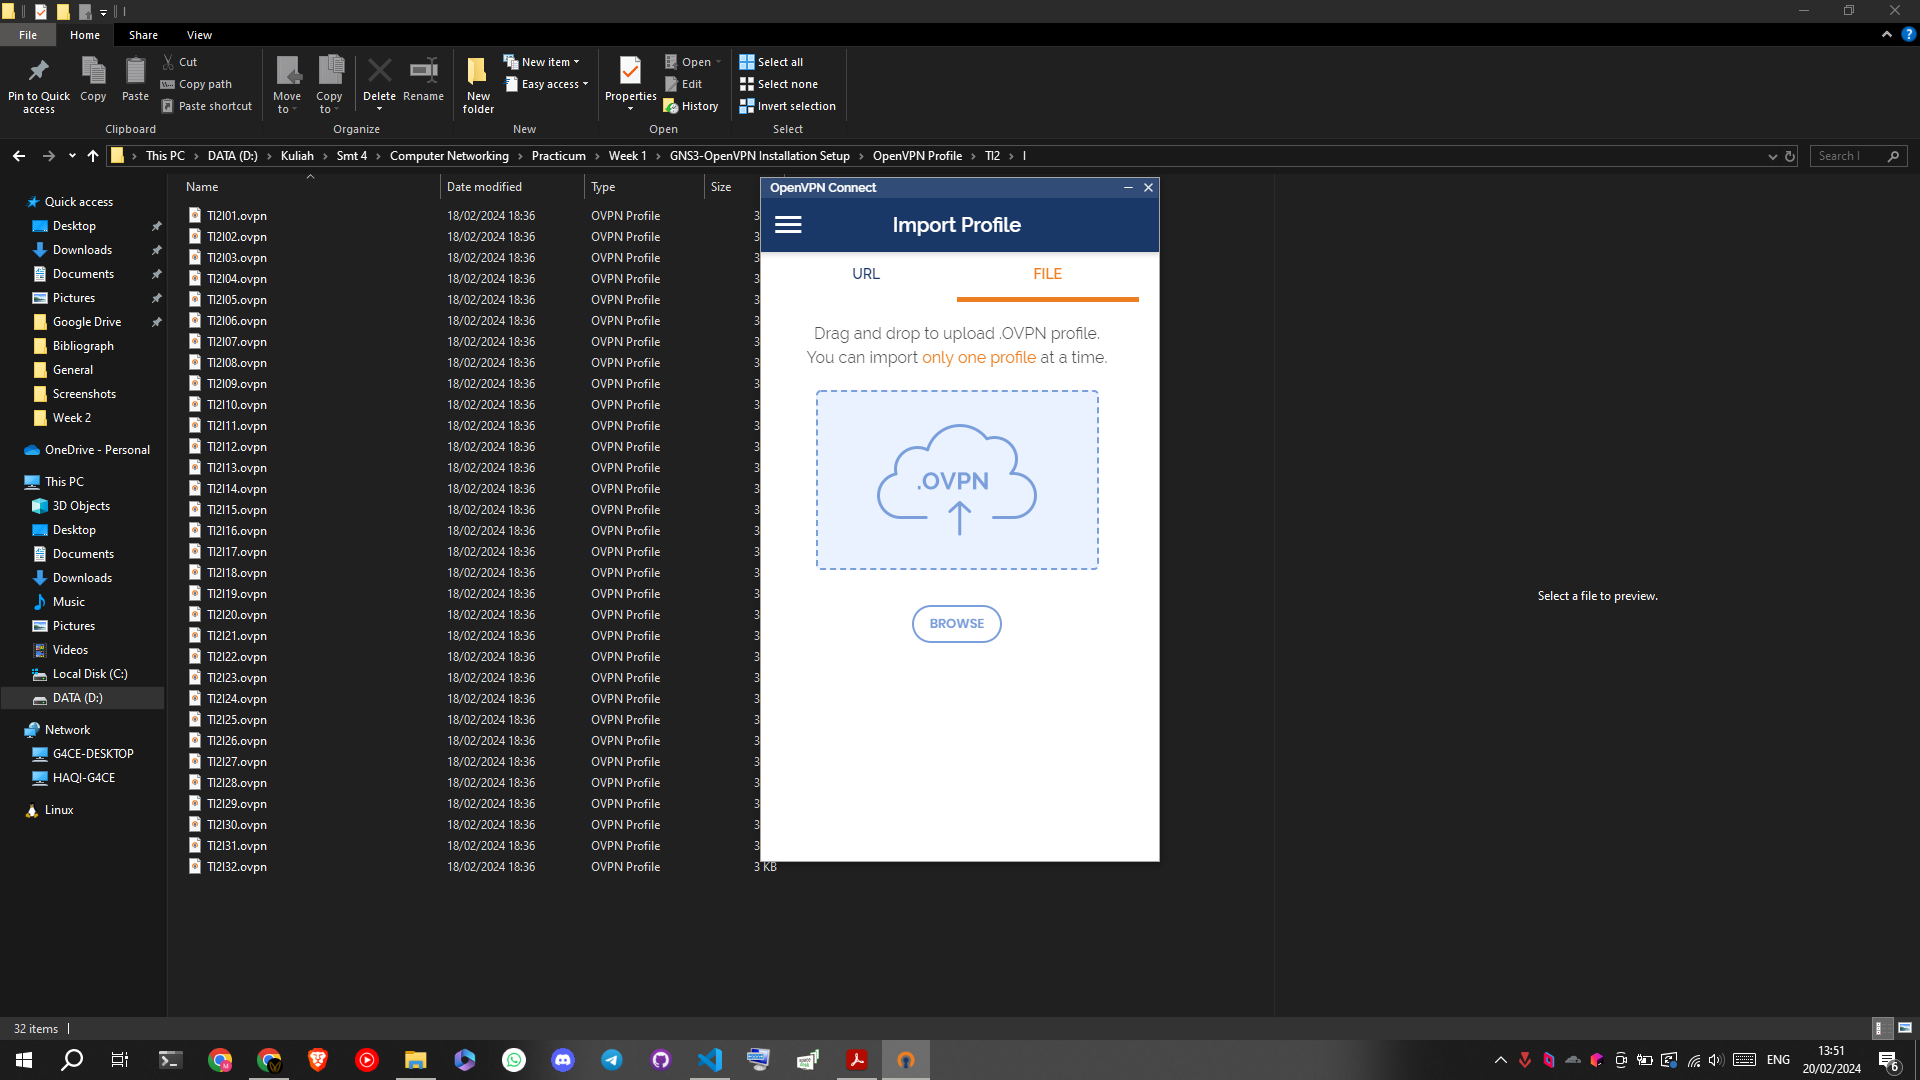 File
Home
Share
View
Pin to Quick access
Copy
Paste
Cut
Copy path
Paste shortcut
Clipboard
Move to
Copy to
Delete
Rename
Organize
New folder
New item
Easy access
New
Properties
Open
Edit
History
Open
Select all
Select none
Invert selection
Select
This PC > DATA (D:) > Kuliah > Smt 4 > Computer Networking > Practicum > Week 1 > GNS3-OpenVPN Installation Setup > OpenVPN Profile > TI2 > I
Search I
Quick access
Desktop
Downloads
Documents
Pictures
Google Drive
Bibliograph
General
Screenshots
Week 2
OneDrive - Personal
This PC
3D Objects
Desktop
Documents
Downloads
Music
Pictures
Videos
Local Disk (C:)
DATA (D:)
Network
G4CE-DESKTOP
HAQI-G4CE
Linux
Name Date modified Type Size
TI2I01.ovpn 18/02/2024 18:36 OVPN Profile 3
TI2I02.ovpn 18/02/2024 18:36 OVPN Profile 3
TI2I03.ovpn 18/02/2024 18:36 OVPN Profile 3
TI2I04.ovpn 18/02/2024 18:36 OVPN Profile 3
TI2I05.ovpn 18/02/2024 18:36 OVPN Profile 3
TI2I06.ovpn 18/02/2024 18:36 OVPN Profile 3
TI2I07.ovpn 18/02/2024 18:36 OVPN Profile 3
TI2I08.ovpn 18/02/2024 18:36 OVPN Profile 3
TI2I09.ovpn 18/02/2024 18:36 OVPN Profile 3
TI2I10.ovpn 18/02/2024 18:36 OVPN Profile 3
TI2I11.ovpn 18/02/2024 18:36 OVPN Profile 3
TI2I12.ovpn 18/02/2024 18:36 OVPN Profile 3
TI2I13.ovpn 18/02/2024 18:36 OVPN Profile 3
TI2I14.ovpn 18/02/2024 18:36 OVPN Profile 3
TI2I15.ovpn 18/02/2024 18:36 OVPN Profile 3
TI2I16.ovpn 18/02/2024 18:36 OVPN Profile 3
TI2I17.ovpn 18/02/2024 18:36 OVPN Profile 3
TI2I18.ovpn 18/02/2024 18:36 OVPN Profile 3
TI2I19.ovpn 18/02/2024 18:36 OVPN Profile 3
TI2I20.ovpn 18/02/2024 18:36 OVPN Profile 3
TI2I21.ovpn 18/02/2024 18:36 OVPN Profile 3
TI2I22.ovpn 18/02/2024 18:36 OVPN Profile 3
TI2I23.ovpn 18/02/2024 18:36 OVPN Profile 3
TI2I24.ovpn 18/02/2024 18:36 OVPN Profile 3
TI2I25.ovpn 18/02/2024 18:36 OVPN Profile 3
TI2I26.ovpn 18/02/2024 18:36 OVPN Profile 3
TI2I27.ovpn 18/02/2024 18:36 OVPN Profile 3
TI2I28.ovpn 18/02/2024 18:36 OVPN Profile 3
TI2I29.ovpn 18/02/2024 18:36 OVPN Profile 3
TI2I30.ovpn 18/02/2024 18:36 OVPN Profile 3
TI2I31.ovpn 18/02/2024 18:36 OVPN Profile 3
TI2I32.ovpn 18/02/2024 18:36 OVPN Profile 3 KB
OpenVPN Connect
Import Profile
URL
FILE
Drag and drop to upload .OVPN profile.
You can import only one profile at a time.
.OVPN
BROWSE
Select a file to preview.
32 items
ENG
13:51
20/02/2024
6